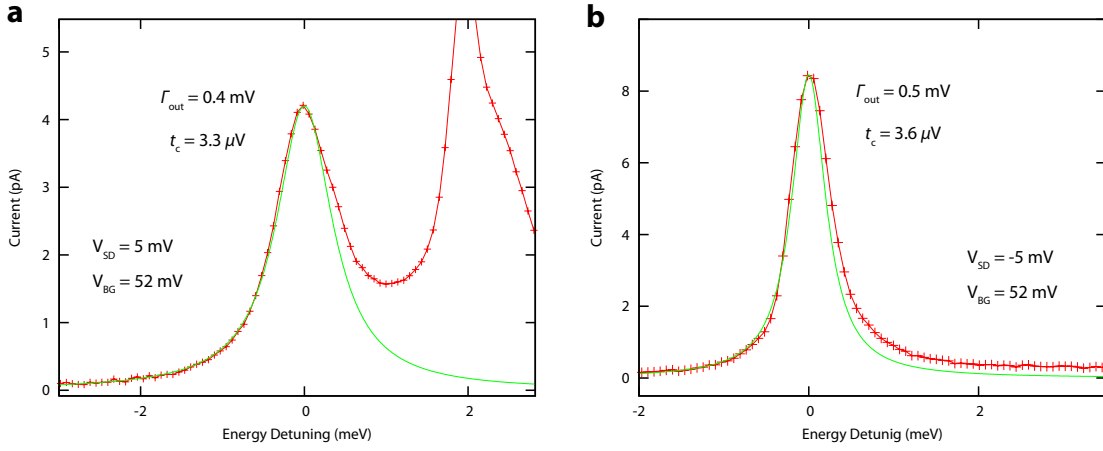 a
5
4
3
2
1
0
Current (pA)
Γout = 0.4 mV
tc = 3.3 μV
VSD = 5 mV
VBG = 52 mV
-2
0
2
Energy Detuning (meV)
b
8
6
4
2
0
Current (pA)
Γout = 0.5 mV
tc = 3.6 μV
VSD = -5 mV
VBG = 52 mV
-2
0
2
Energy Detunig (meV)